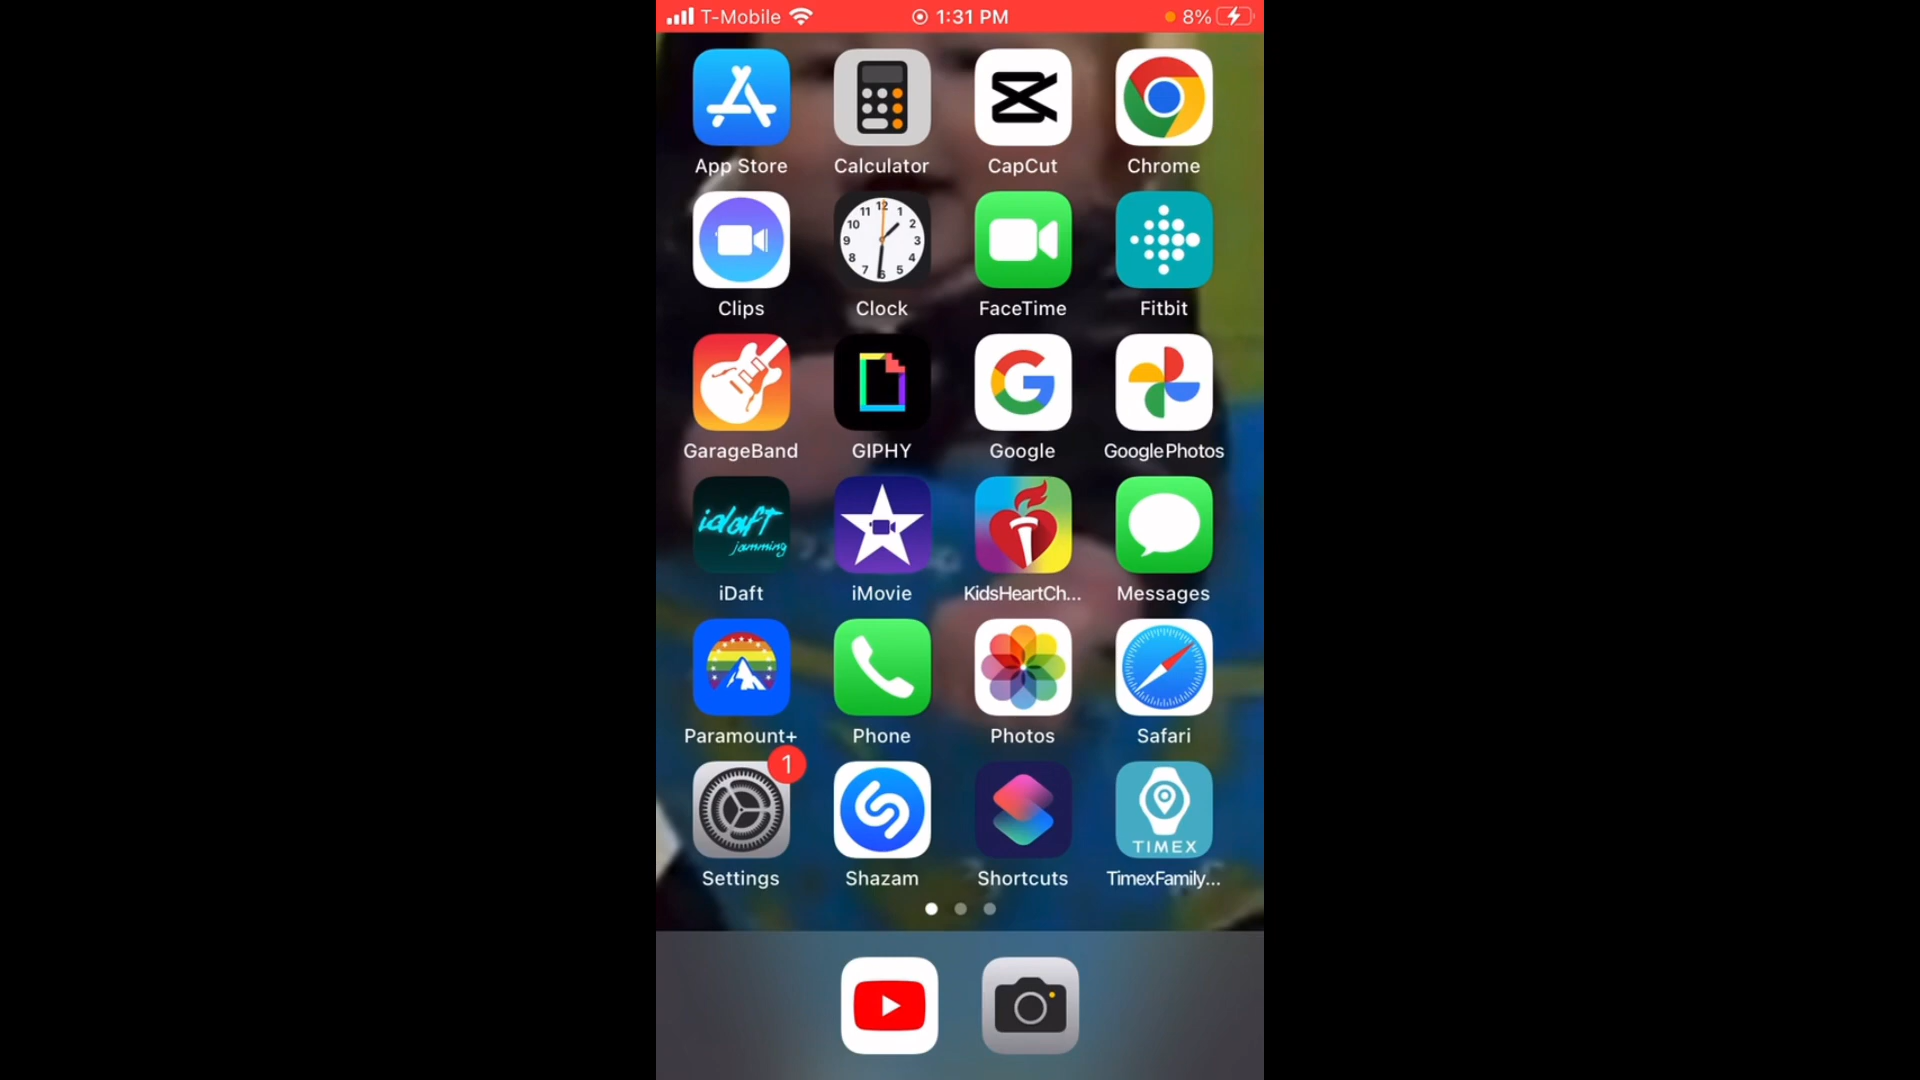 T-Mobile 1:31 PM 8%
App Store Calculator CapCut Chrome
Clips Clock FaceTime Fitbit
GarageBand GIPHY Google Google Photos
idaft
jamming
iDaft iMovie KidsHeartCh... Messages
Paramount+ Phone Photos Safari
1
TIMEX
Settings Shazam Shortcuts TimexFamily...